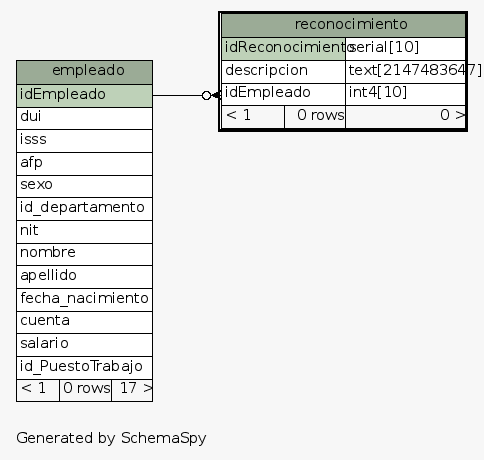 reconocimiento
idReconocimiento serial[10]
descripcion text[2147483647]
idEmpleado int4[10]
< 1 0 rows 0 >
empleado
idEmpleado
dui
isss
afp
sexo
id_departamento
nit
nombre
apellido
fecha_nacimiento
cuenta
salario
id_PuestoTrabajo
< 1 0 rows 17 >
Generated by SchemaSpy